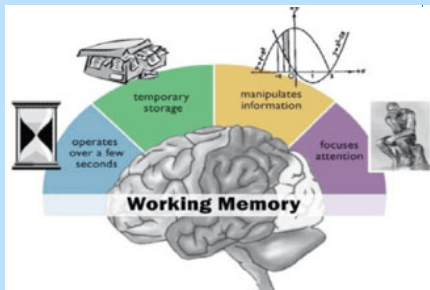 temporary
storage
manipulates
information
operates
over a few
seconds
focuses
attention
Working Memory